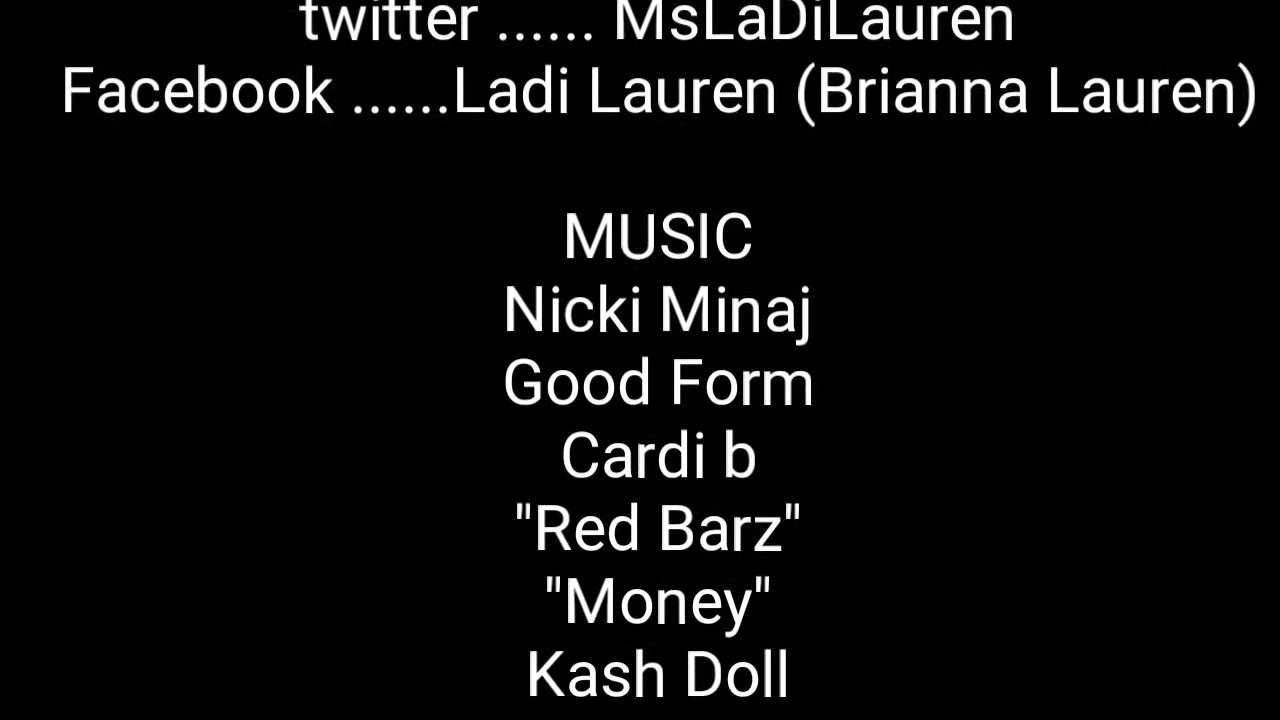 twitter ...... MsLaDiLauren
Facebook ......Ladi Lauren (Brianna Lauren)
MUSIC
Nicki Minaj
Good Form
Cardi b
"Red Barz"
"Money"
Kash Doll